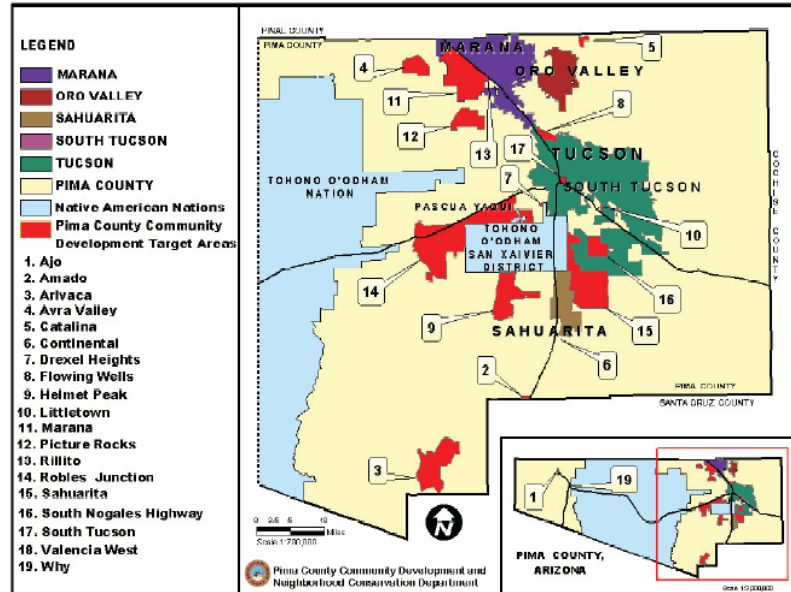 LEGEND
MARANA
ORO VALLEY
SAHUARITA
SOUTH TUCSON
TUCSON
PIMA COUNTY
Native American Nations
Pima County Community
Development Target Areas
1. Ajo
2. Amado
3. Arivaca
4. Avra Valley
5. Catalina
6. Continental
7. Drexel Heights
8. Flowing Wells
9. Helmet Peak
10. Littletown
11. Marana
12. Picture Rocks
13. Rillito
14. Robles Junction
15. Sahuarita
16. South Nogales Highway
17. South Tucson
18. Valencia West
19. Why
PINAL COUNTY
PIMA COUNTY
MARANA
ORO VALLEY
4
5
11
8
12
13
17
TUCSON
TOHONO O'ODHAM
NATION
7
SOUTH TUCSON
PASCUA YAQUI
COCHISE COUNTY
TOHONO
O'ODHAM
SAN XAIVIER
DISTRICT
10
14
16
9
15
SAHUARITA
6
2
PIMA COUNTY
SANTA CRUZ COUNTY
3
N
0 2.5 5 10
Miles
Scale 1:700,000
Pima County Community Development and
Neighborhood Conservation Department
1
19
PIMA COUNTY,
ARIZONA